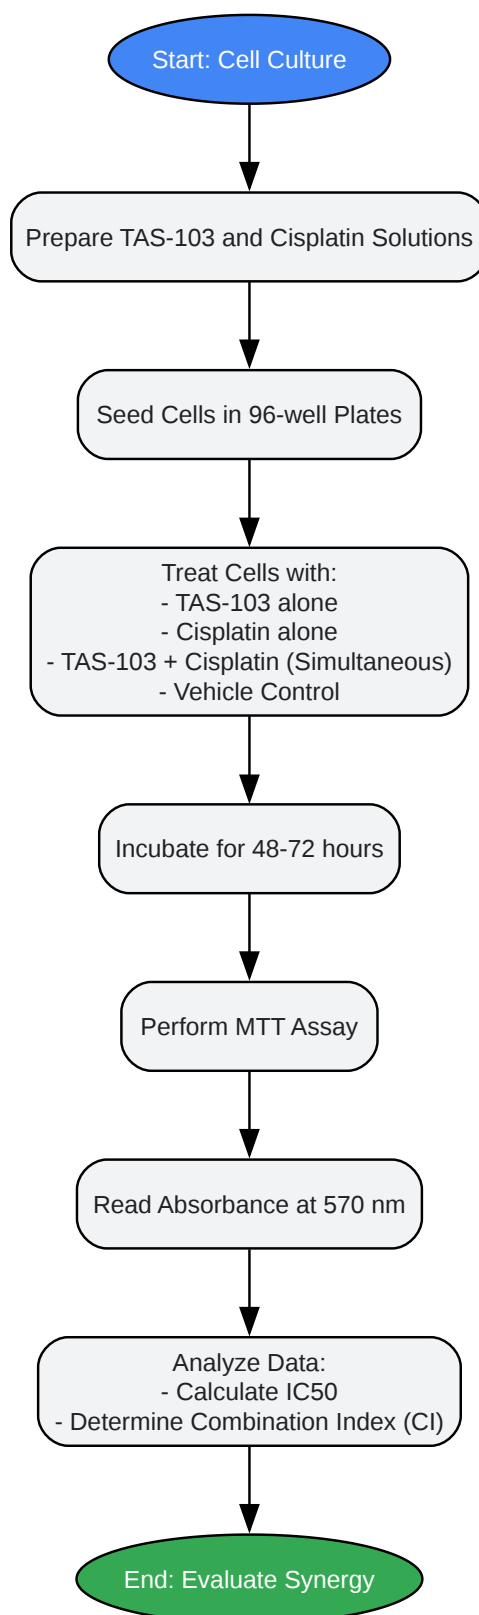 Start: Cell Culture
Prepare TAS-103 and Cisplatin Solutions
Seed Cells in 96-well Plates
Treat Cells with:
- TAS-103 alone
- Cisplatin alone
- TAS-103 + Cisplatin (Simultaneous)
- Vehicle Control
Incubate for 48-72 hours
Perform MTT Assay
Read Absorbance at 570 nm
Analyze Data:
- Calculate IC50
- Determine Combination Index (CI)
End: Evaluate Synergy